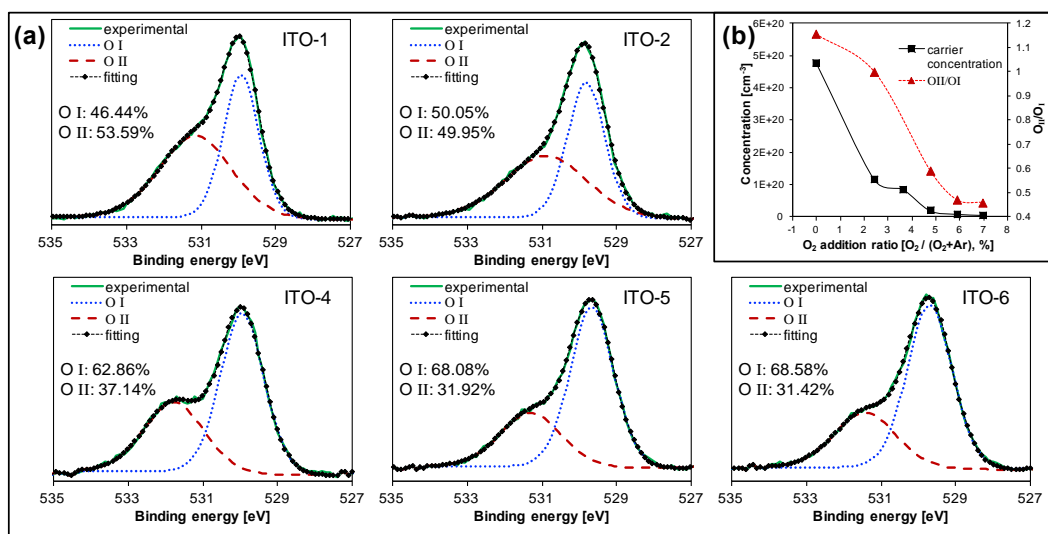 (a)
experimental
O I
O II
fitting
ITO-1
O I: 46.44%
O II: 53.59%
535 533 531 529 527
Binding energy [eV]
experimental
O I
O II
fitting
ITO-2
O I: 50.05%
O II: 49.95%
535 533 531 529 527
Binding energy [eV]
(b)
6E+20
5E+20
4E+20
3E+20
2E+20
1E+20
0
Concentration [cm⁻³]
carrier
concentration
OII/OI
1.2
1.1
1
0.9
0.8
0.7
0.6
0.5
0.4
O_II/O_I
-1 0 1 2 3 4 5 6 7 8
O₂ addition ratio [O₂ / (O₂+Ar), %]
experimental
O I
O II
fitting
ITO-4
O I: 62.86%
O II: 37.14%
535 533 531 529 527
Binding energy [eV]
experimental
O I
O II
fitting
ITO-5
O I: 68.08%
O II: 31.92%
535 533 531 529 527
Binding energy [eV]
experimental
O I
O II
fitting
ITO-6
O I: 68.58%
O II: 31.42%
535 533 531 529 527
Binding energy [eV]